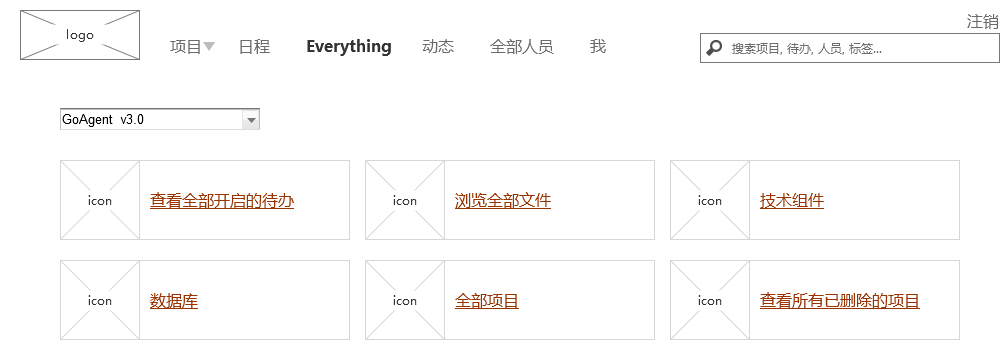 注销
logo
项目 日程 Everything 动态 全部人员 我
搜索项目, 待办, 人员, 标签...
GoAgent v3.0
icon 查看全部开启的待办
icon 浏览全部文件
icon 技术组件
icon 数据库
icon 全部项目
icon 查看所有已删除的项目